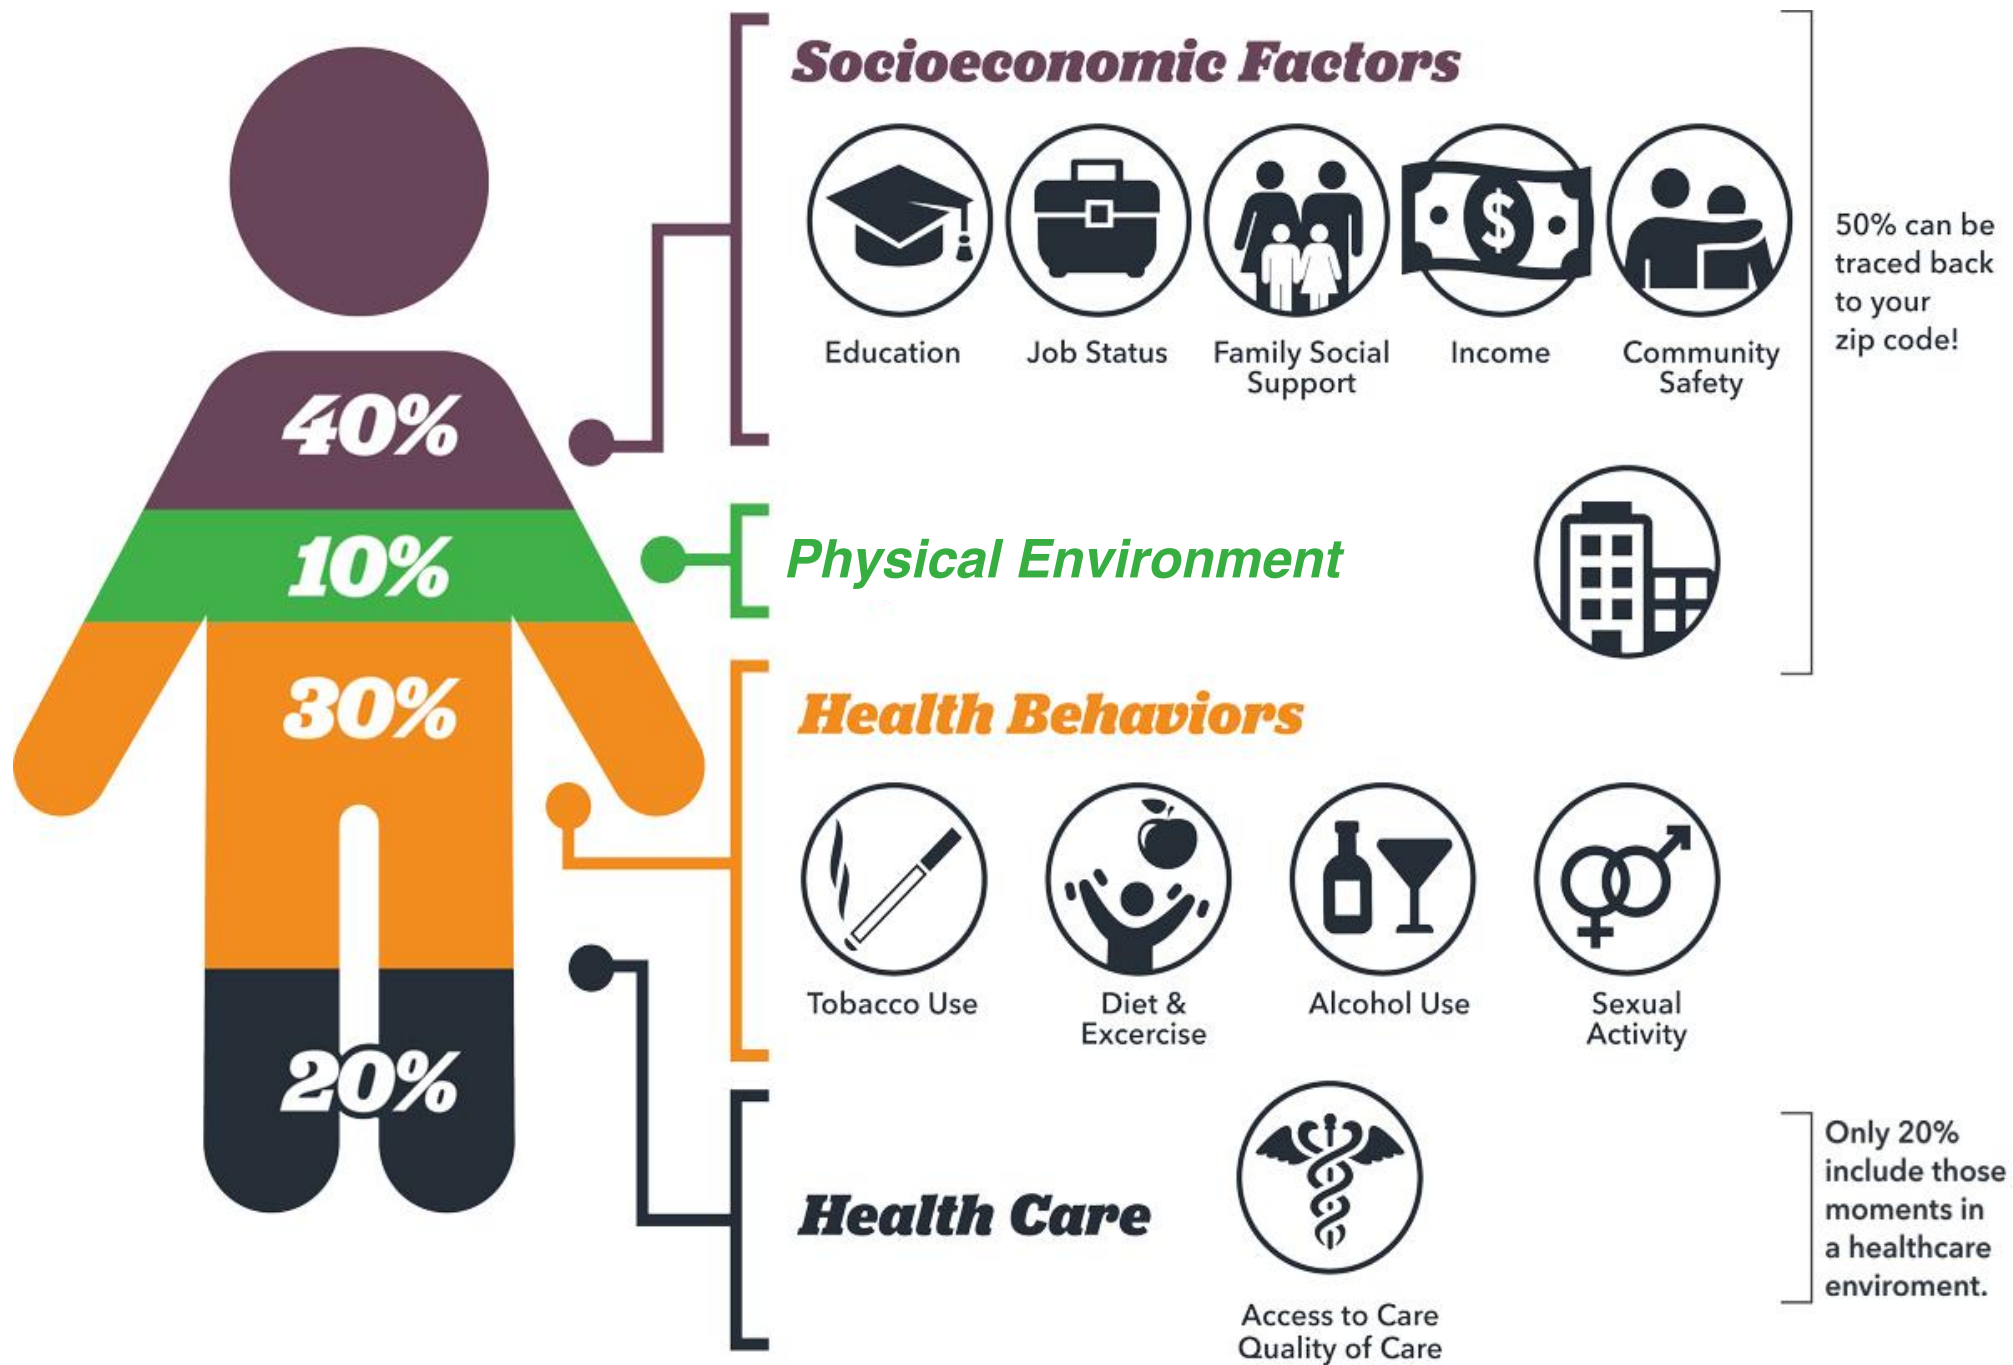 Socioeconomic Factors
$
Education
Job Status
Family Social
Support
Income
Community
Safety
50% can be
traced back
to your
zip code!
40%
10%
Physical Environment
30%
Health Behaviors
Tobacco Use
Diet &
Excercise
Alcohol Use
Sexual
Activity
20%
Health Care
Access to Care
Quality of Care
Only 20%
include those
moments in
a healthcare
enviroment.